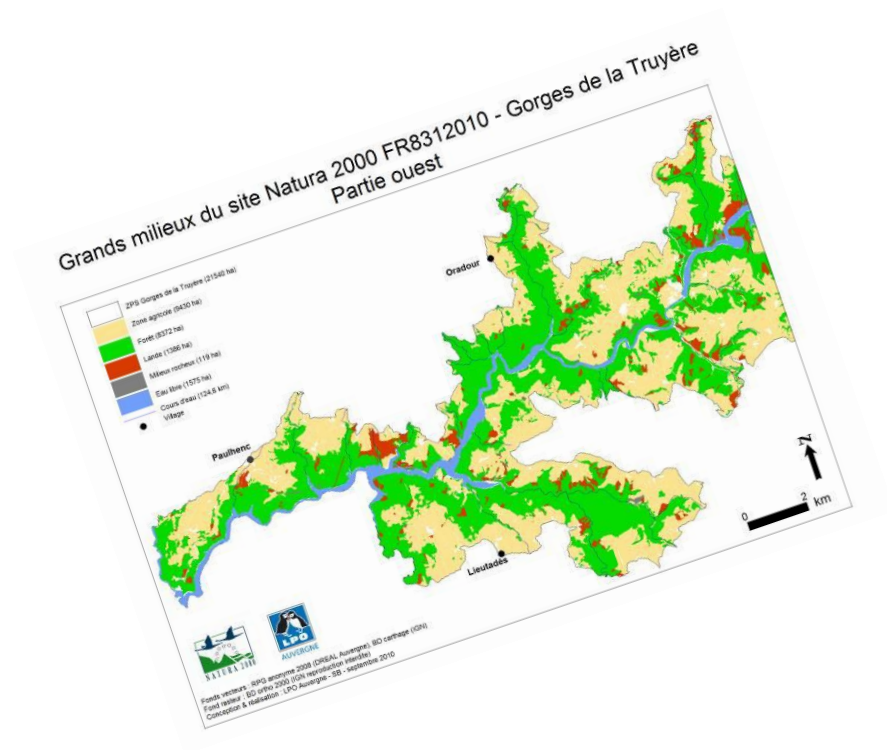 Grands milieux du site Natura 2000 FR8312010 - Gorges de la Truyère
Partie ouest
ZPS Gorges de la Truyère (21540 ha)
Zone agricole (9430 ha)
Forêt (8372 ha)
Lande (1386 ha)
Milieux rocheux (119 ha)
Eau libre (1575 ha)
Cours d'eau (124,6 km)
Village
Oradour
Paulhenc
Lieutadès
N
0 2
km
NATURA 2000
LPO
AUVERGNE
Fonds vecteurs : RPG anonyme 2008 (DREAL Auvergne), BD carthage (IGN)
Fond rasteur : BD ortho 2000 (IGN reproduction interdite)
Conception & réalisation : LPO Auvergne - SB - septembre 2010